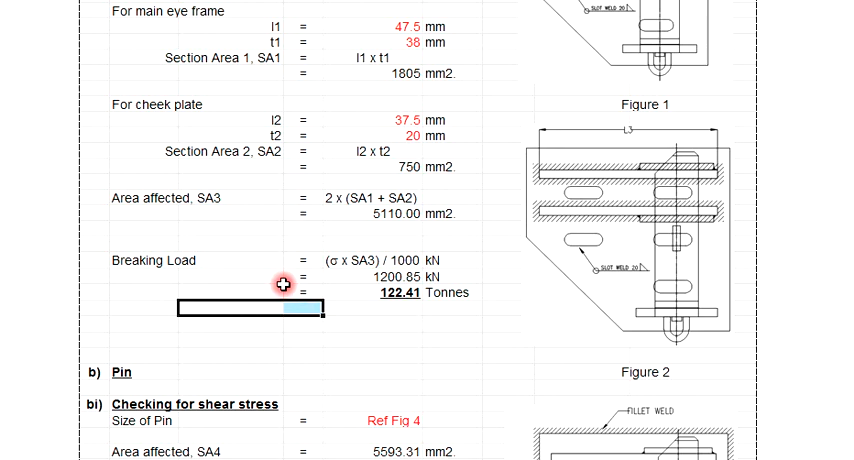 For main eye frame
l1 = 47.5 mm
t1 = 38 mm
Section Area 1, SA1 = l1 x t1
= 1805 mm2.
For cheek plate
l2 = 37.5 mm
t2 = 20 mm
Section Area 2, SA2 = l2 x t2
= 750 mm2.
Area affected, SA3 = 2 x (SA1 + SA2)
= 5110.00 mm2.
Breaking Load = (σ x SA3) / 1000 kN
= 1200.85 kN
= 122.41 Tonnes
b) Pin
bi) Checking for shear stress
Size of Pin = Ref Fig 4
Area affected, SA4 = 5593.31 mm2.
SLOT WELD 20
Figure 1
L3
SLOT WELD 20
Figure 2
FILLET WELD